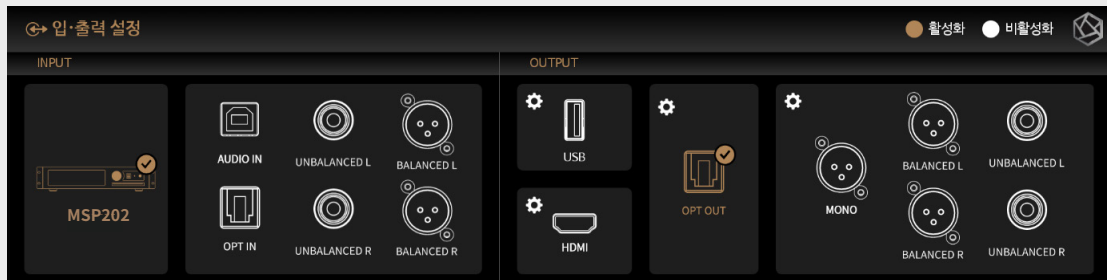 입·출력 설정
활성화
비활성화
INPUT
OUTPUT
MSP202
AUDIO IN
UNBALANCED L
BALANCED L
OPT IN
UNBALANCED R
BALANCED R
USB
HDMI
OPT OUT
MONO
BALANCED L
UNBALANCED L
BALANCED R
UNBALANCED R